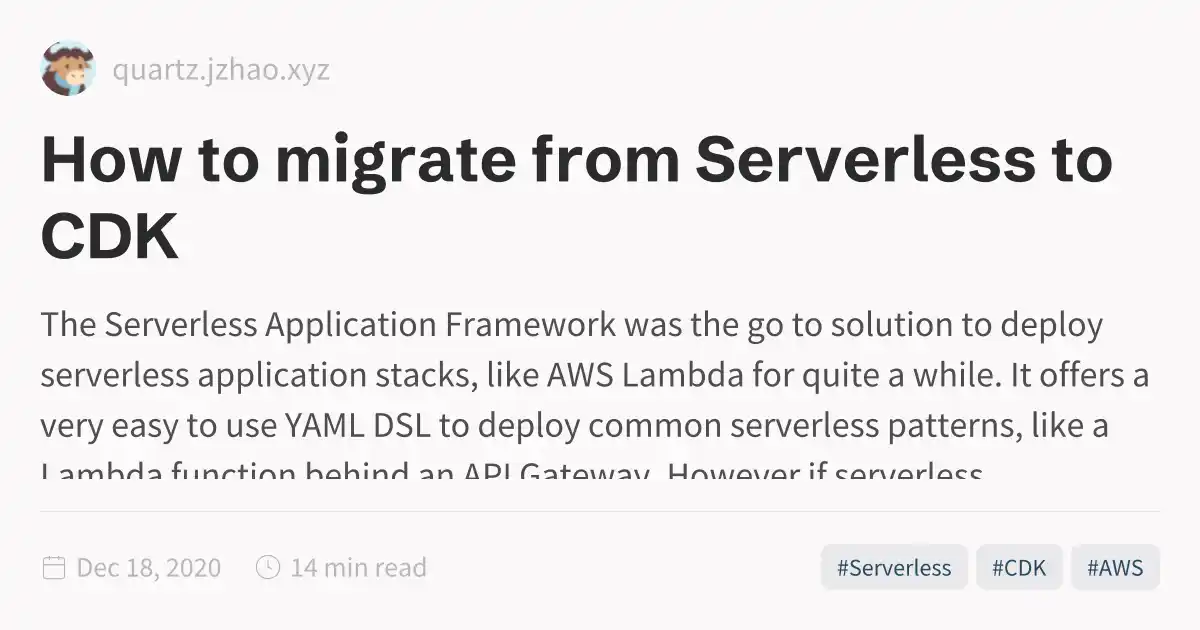 quartz.jzhao.xyz
How to migrate from Serverless to
CDK
The Serverless Application Framework was the go to solution to deploy
serverless application stacks, like AWS Lambda for quite a while. It offers a
very easy to use YAML DSL to deploy common serverless patterns, like a
Lambda function behind an API Gateway. However if serverless
Dec 18, 2020
14 min read
#Serverless
#CDK
#AWS